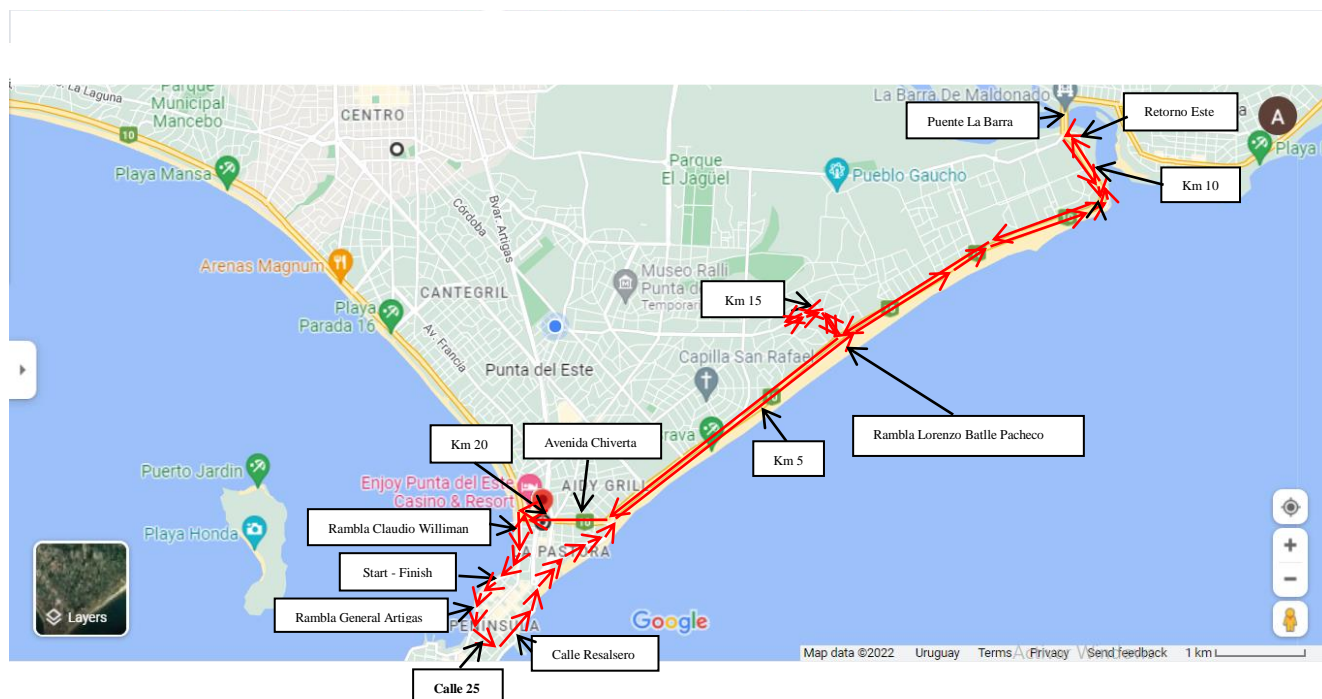 La Laguna
Parque
Municipal
Mancebo
10
CENTRO
Playa Mansa
La Barra De Maldonado
Puente La Barra
Retorno Este
a
A
Playa
Km 10
Parque
El Jagüel
Pueblo Gaucho
10
Córdoba
Bvar. Artigas
Arenas Magnum
CANTEGRIL
Museo Ralli
Punta d
Temporar
Km 15
Playa
Parada 16
Av. Francia
Punta del Este
Capilla San Rafael
Rambla Lorenzo Batlle Pacheco
Km 20
Avenida Chiverta
rava
Km 5
Puerto Jardin
Enjoy Punta del Este
Casino & Resort
AIDY GRILL
10
Playa Honda
Rambla Claudio Williman
A PASTORA
Start - Finish
Rambla General Artigas
PENINSULA
Calle Resalsero
Calle 25
Layers
Google
Map data ©2022 Uruguay Terms Privacy Send feedback 1 km